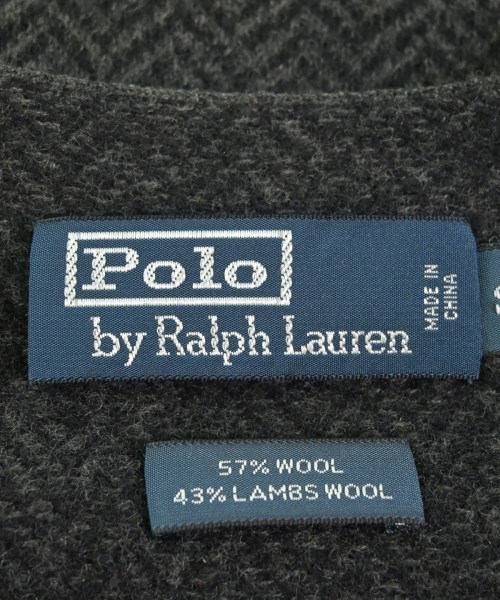 Polo
by Ralph Lauren
MADE IN
CHINA
57% WOOL
43% LAMBS WOOL